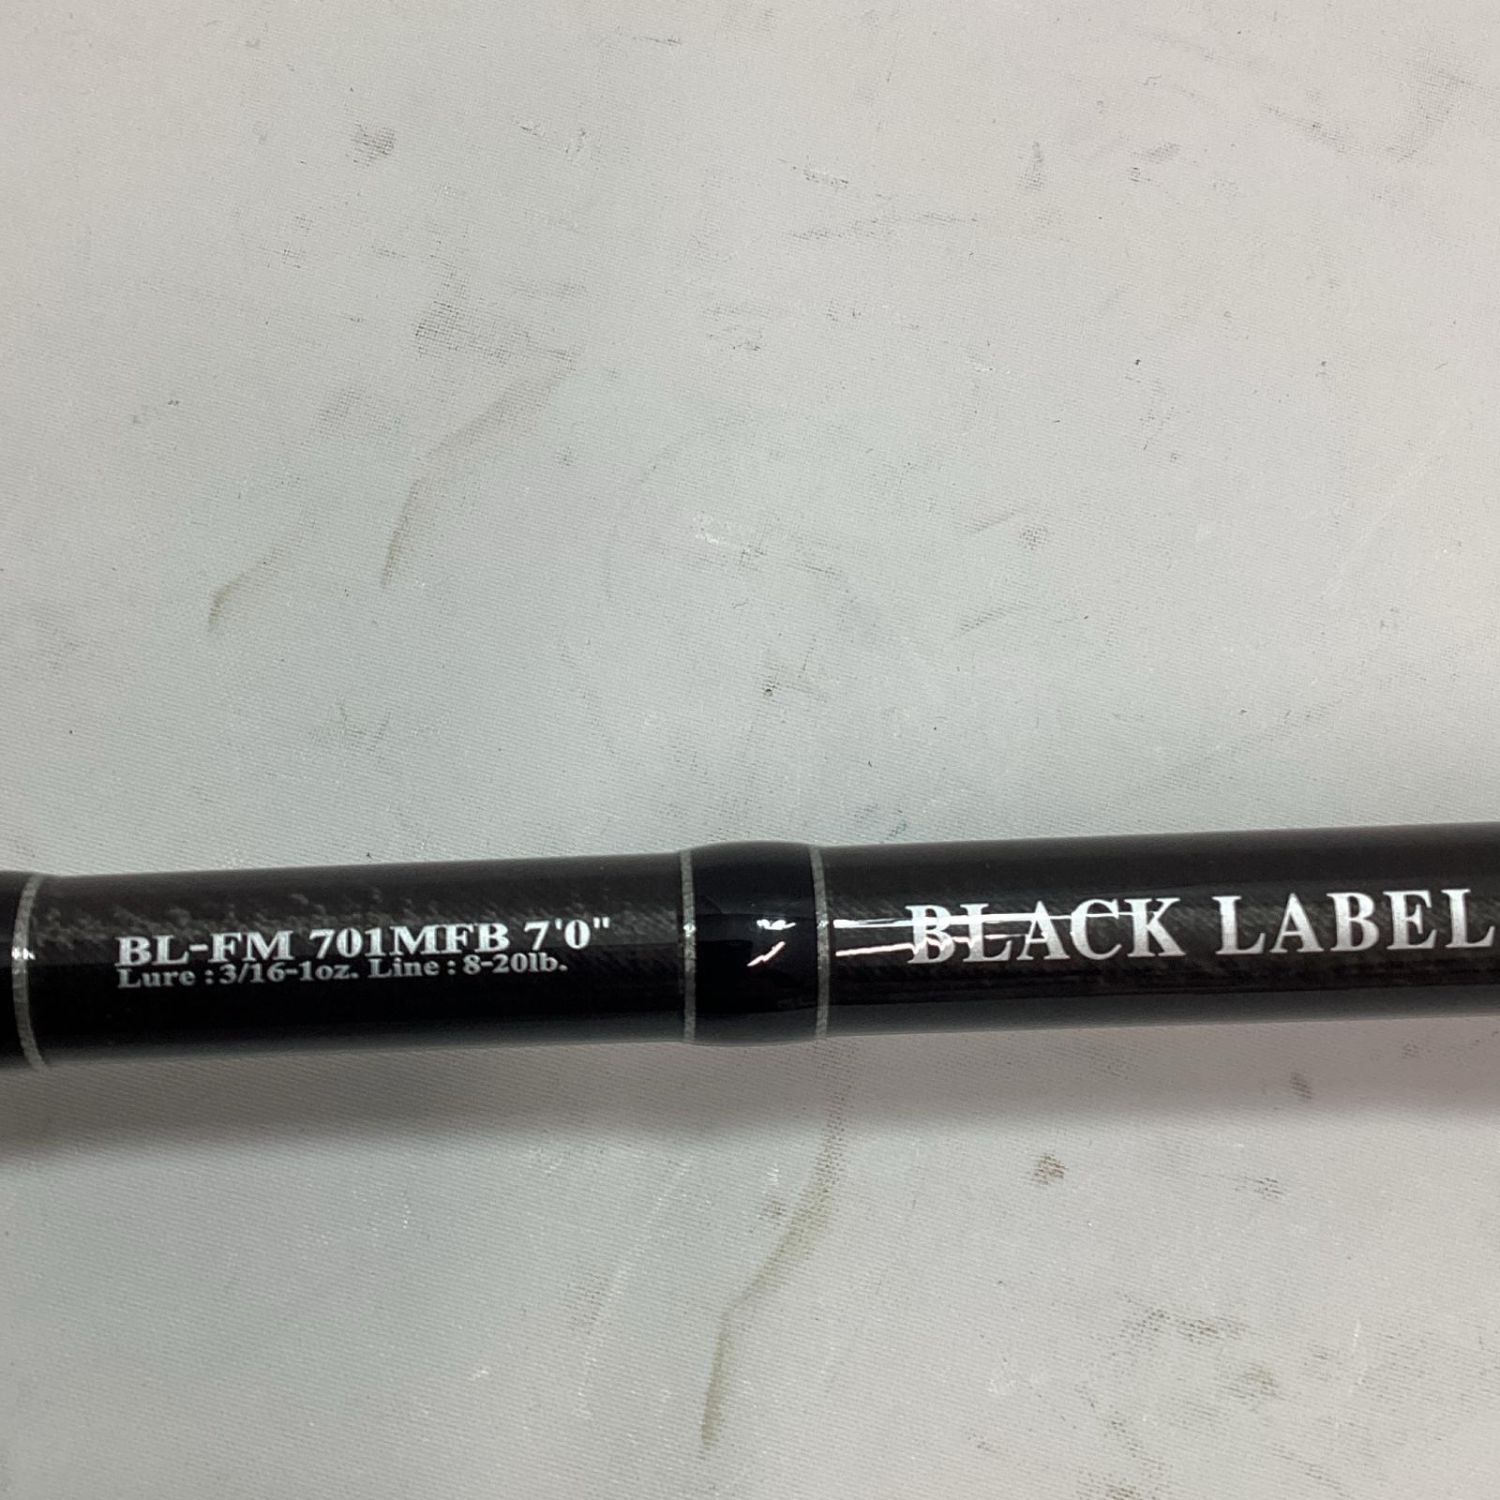 BL-FM 701MFB 7'0"
Lure : 3/16-1oz. Line : 8-20lb.
BLACK LABEL